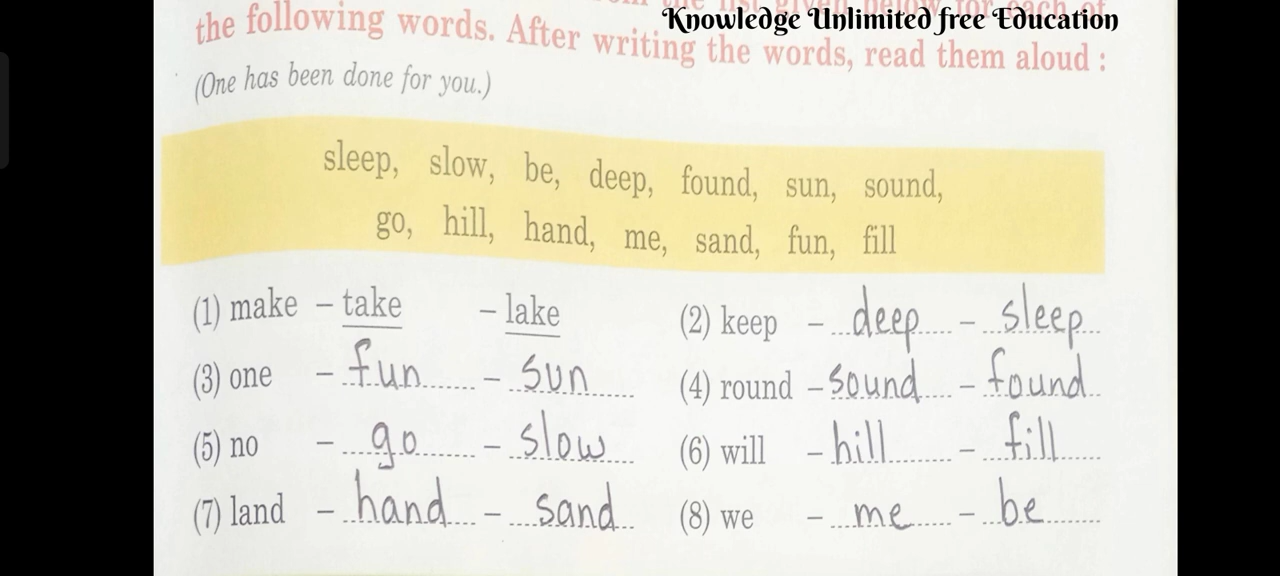 Knowledge Unlimited free Education
the following words. After writing the words, read them aloud :
(One has been done for you.)
sleep, slow, be, deep, found, sun, sound,
go, hill, hand, me, sand, fun, fill
(1) make – take – lake (2) keep – deep – sleep
(3) one – fun – sun (4) round – sound – found
(5) no – go – slow (6) will – hill – fill
(7) land – hand – sand (8) we – me – be